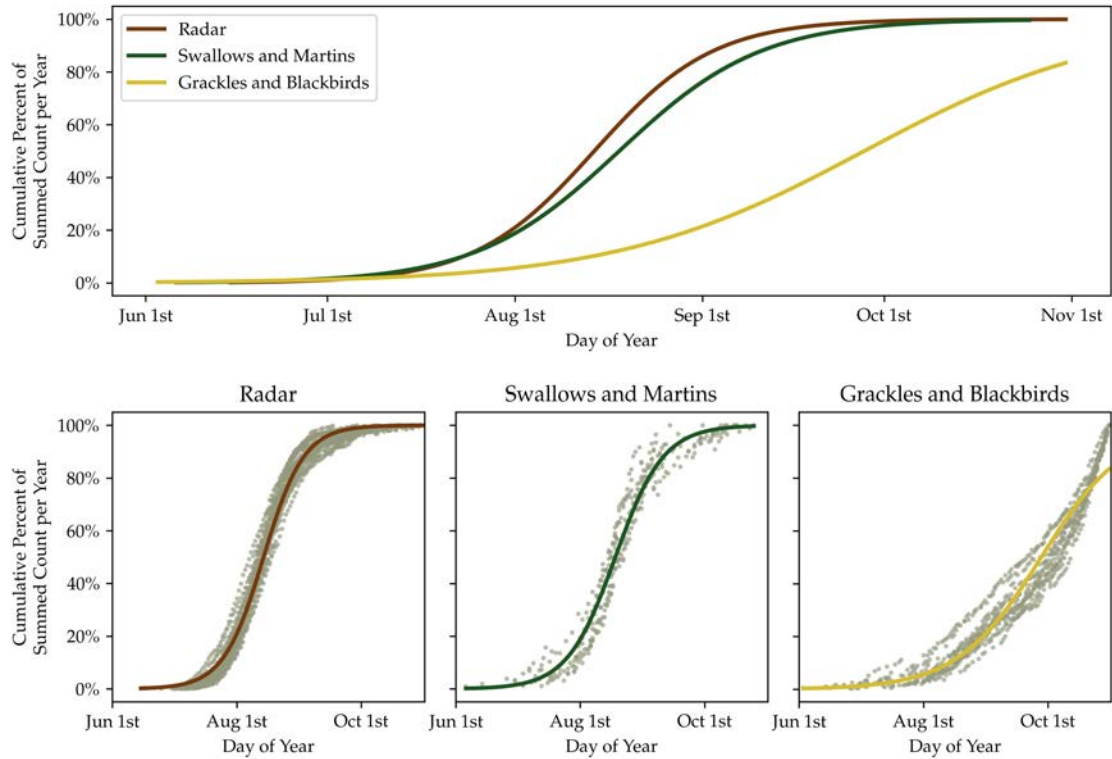 Cumulative Percent of
Summed Count per Year
100%
80%
60%
40%
20%
0%
Radar
Swallows and Martins
Grackles and Blackbirds
Jun 1st
Jul 1st
Aug 1st
Sep 1st
Oct 1st
Nov 1st
Day of Year
Radar
Swallows and Martins
Grackles and Blackbirds
Cumulative Percent of
Summed Count per Year
100%
80%
60%
40%
20%
0%
Jun 1st
Aug 1st
Oct 1st
Jun 1st
Aug 1st
Oct 1st
Jun 1st
Aug 1st
Oct 1st
Day of Year
Day of Year
Day of Year